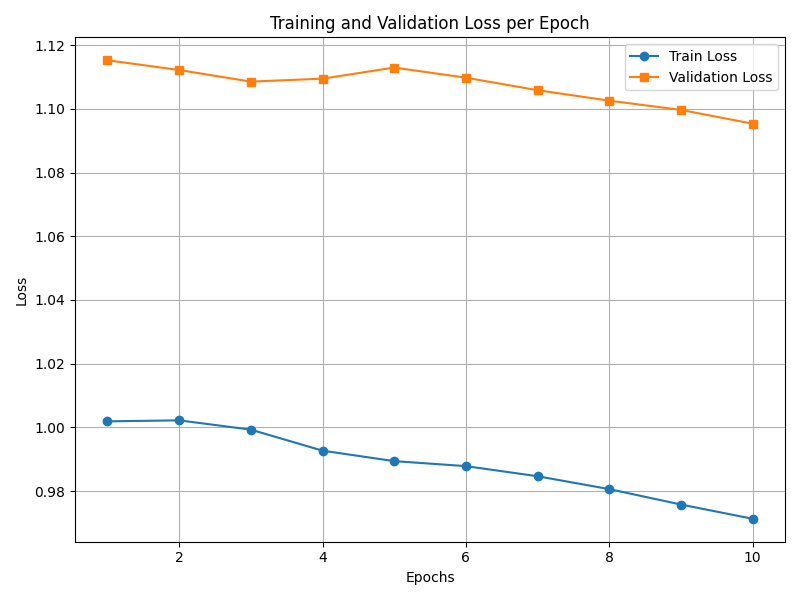 Training and Validation Loss per Epoch
Train Loss
Validation Loss
1.12
1.10
1.08
1.06
1.04
1.02
1.00
0.98
Loss
2 4 6 8 10
Epochs